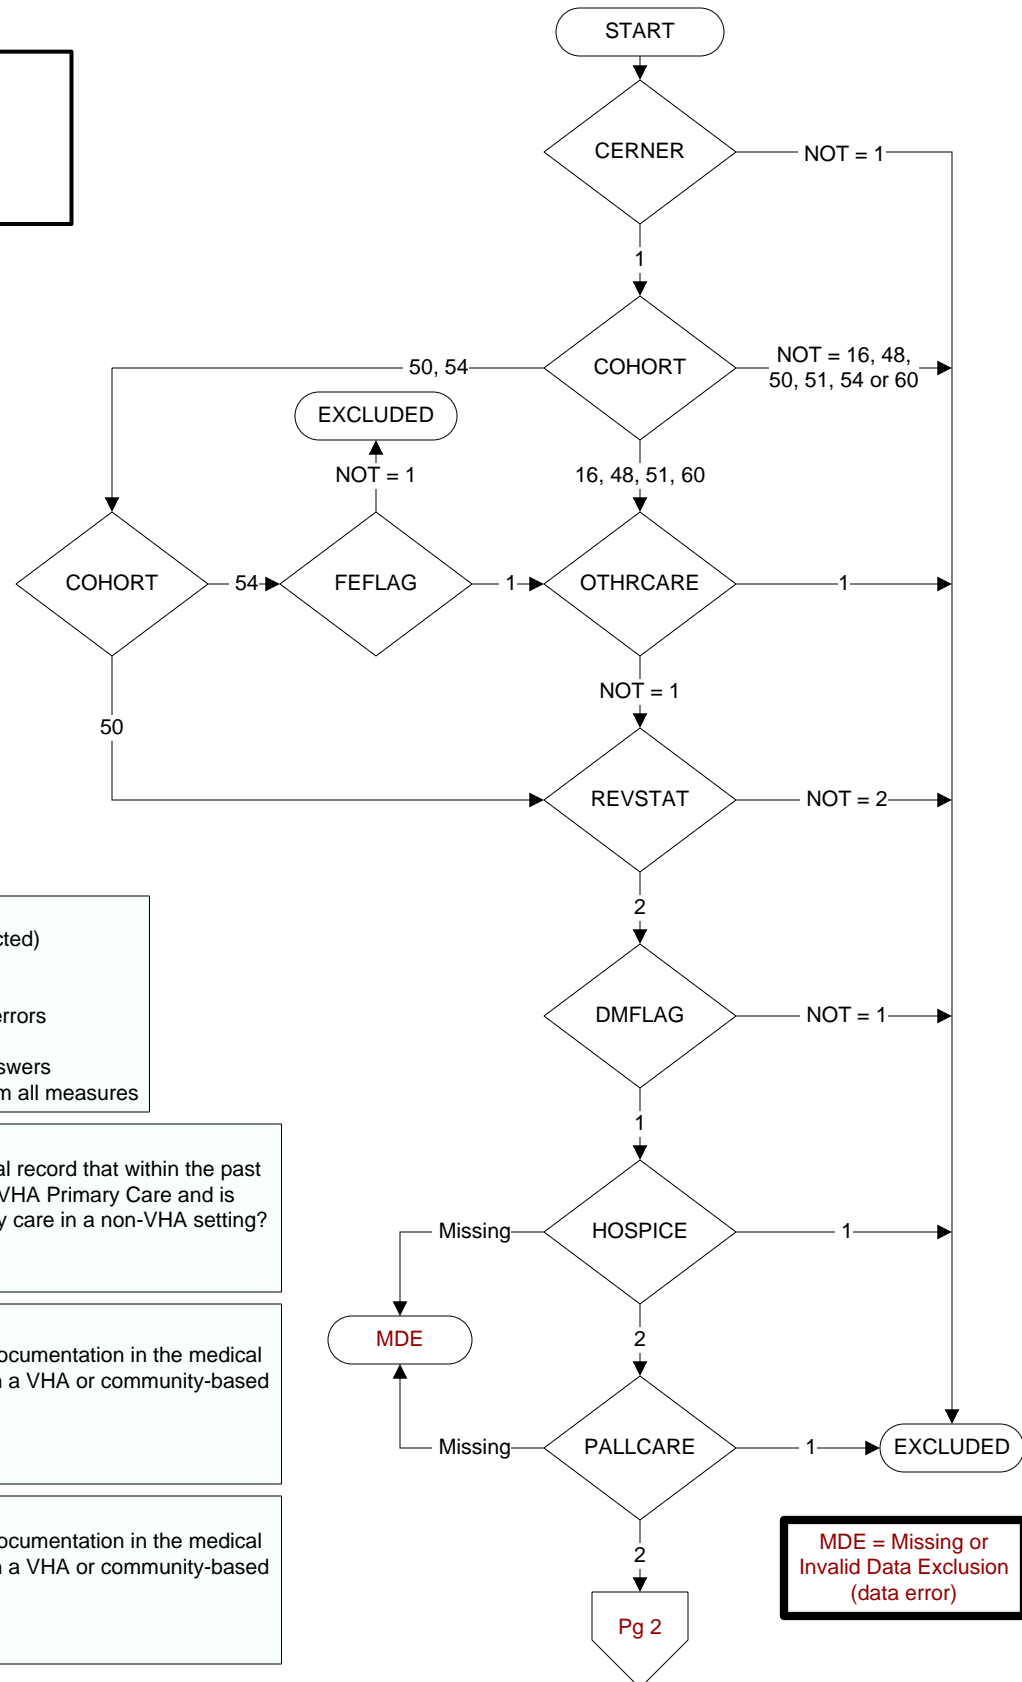 START
CERNER
NOT = 1
1
COHORT
50, 54
NOT = 16, 48,
50, 51, 54 or 60
EXCLUDED
NOT = 1
16, 48, 51, 60
COHORT
54
FEFLAG
1
OTHRCARE
1
NOT = 1
50
REVSTAT
NOT = 2
2
cted)
errors
swers
m all measures
DMFLAG
NOT = 1
1
al record that within the past
VHA Primary Care and is
y care in a non-VHA setting?
HOSPICE
Missing
1
MDE
2
ocumentation in the medical
n a VHA or community-based
PALLCARE
Missing
1
EXCLUDED
2
ocumentation in the medical
n a VHA or community-based
MDE = Missing or
Invalid Data Exclusion
(data error)
Pg 2